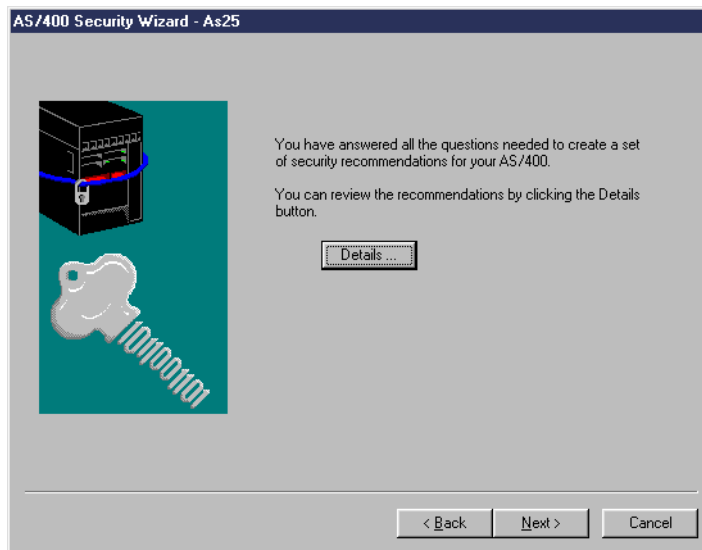 AS/400 Security Wizard - As25
You have answered all the questions needed to create a set
of security recommendations for your AS/400.
You can review the recommendations by clicking the Details
button.
Details ...
101100101
< Back
Next >
Cancel